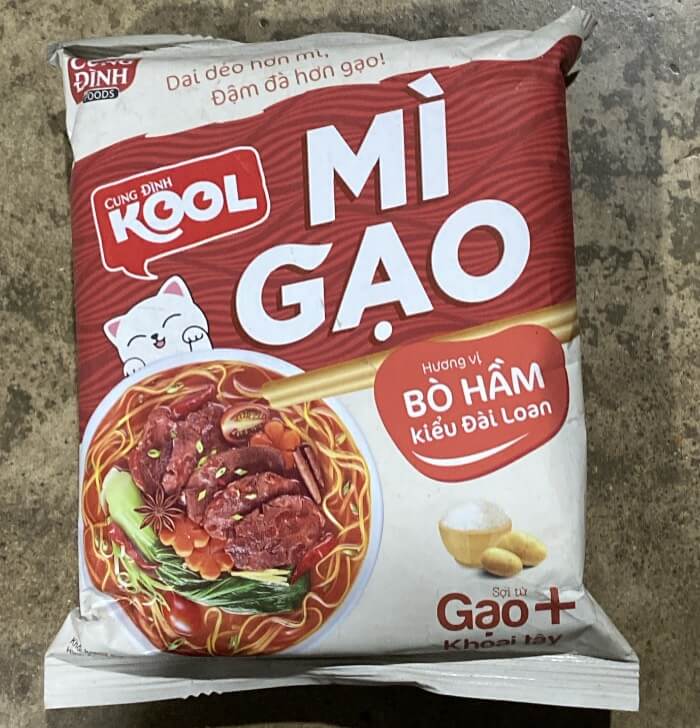 CUNG ĐÌNH
FOODS
Dai dẻo hơn mì,
Đậm đà hơn gạo!
CUNG ĐÌNH
KOOL
MÌ
GẠO
Hương vị
BÒ HẦM
kiểu Đài Loan
Sợi từ
Gạo+
Khoai tây